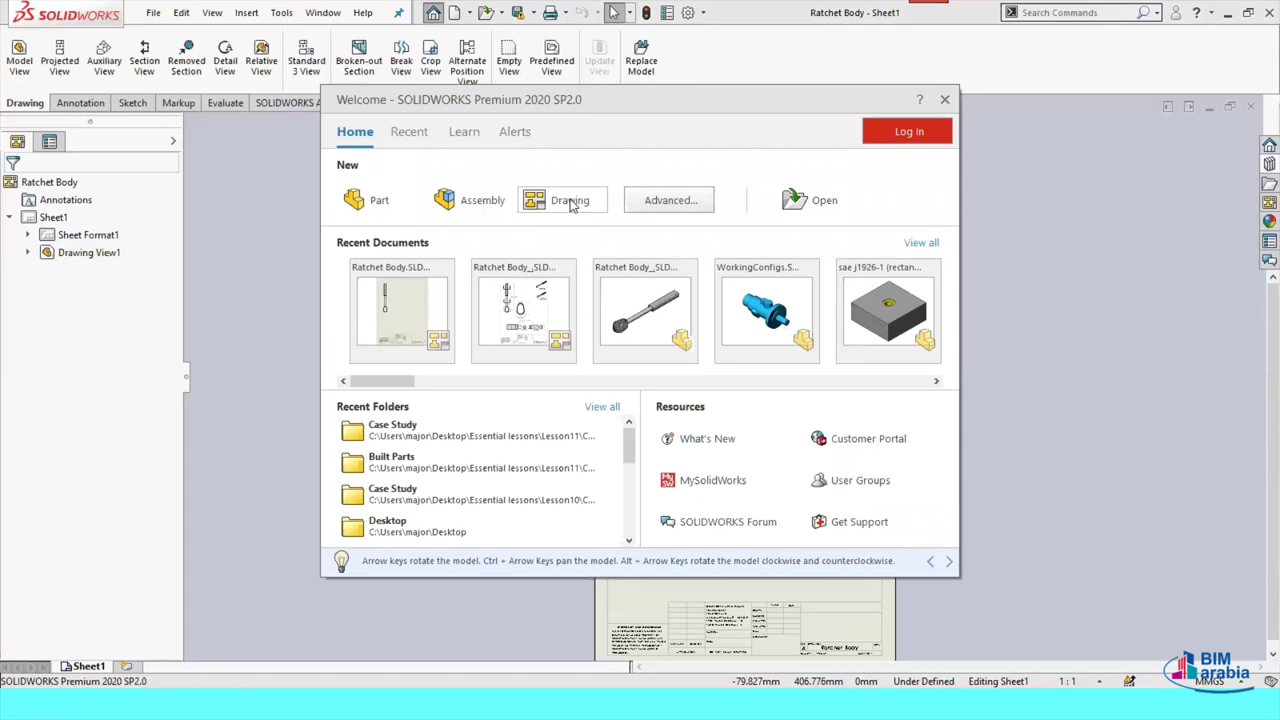 SOLIDWORKS
File Edit View Insert Tools Window Help
Ratchet Body - Sheet1
Search Commands
Model View
Projected View
Auxiliary View
Section View
Removed Section
Detail View
Relative View
Standard 3 View
Broken-out Section
Break View
Crop View
Alternate Position View
Empty View
Predefined View
Update View
Replace Model
Drawing Annotation Sketch Markup Evaluate SOLIDWORKS A
Ratchet Body
Annotations
Sheet1
Sheet Format1
Drawing View1
Welcome - SOLIDWORKS Premium 2020 SP2.0
Home Recent Learn Alerts
Log In
New
Part Assembly Drawing Advanced... Open
Recent Documents View all
Ratchet Body.SLD... Ratchet Body_,SLD... Ratchet Body_,SLD... WorkingConfigs.S... sae j1926-1 (rectan...
Recent Folders View all
Case Study
C:\Users\major\Desktop\Essential lessons\Lesson11\C...
Built Parts
C:\Users\major\Desktop\Essential lessons\Lesson11\C...
Case Study
C:\Users\major\Desktop\Essential lessons\Lesson10\C...
Desktop
C:\Users\major\Desktop
Resources
What's New Customer Portal
MySolidWorks User Groups
SOLIDWORKS Forum Get Support
Arrow keys rotate the model. Ctrl + Arrow Keys pan the model. Alt + Arrow Keys rotate the model clockwise and counterclockwise.
Ratchet Body
Sheet1
SOLIDWORKS Premium 2020 SP2.0
-79.827mm 406.776mm 0mm Under Defined Editing Sheet1 1 : 1 MMGS
BIM
arabia